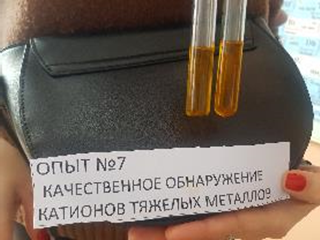 ОПЫТ №7
КАЧЕСТВЕННОЕ ОБНАРУЖЕНИЕ
КАТИОНОВ ТЯЖЕЛЫХ МЕТАЛЛОВ